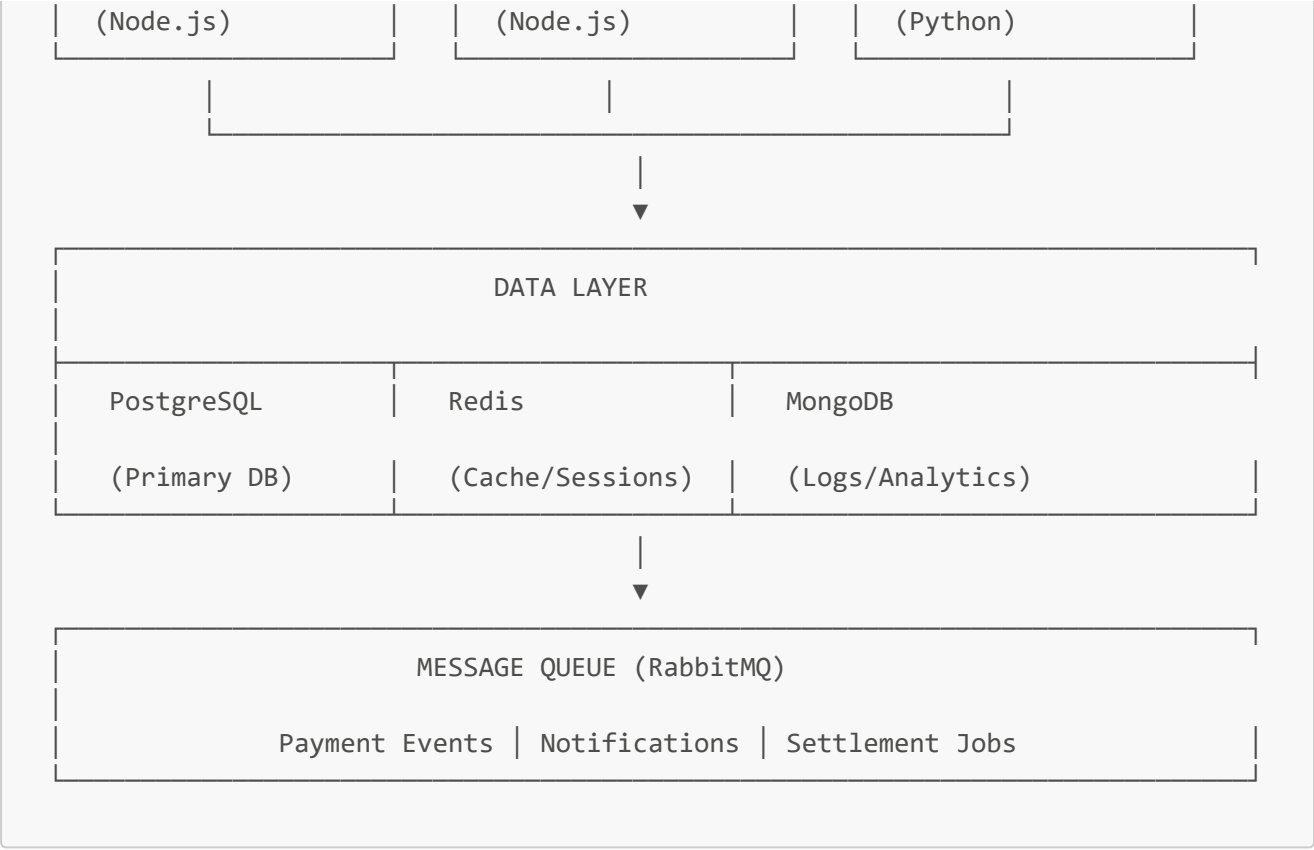 (Node.js) (Node.js) (Python)
DATA LAYER
PostgreSQL Redis MongoDB
(Primary DB) (Cache/Sessions) (Logs/Analytics)
MESSAGE QUEUE (RabbitMQ)
Payment Events | Notifications | Settlement Jobs